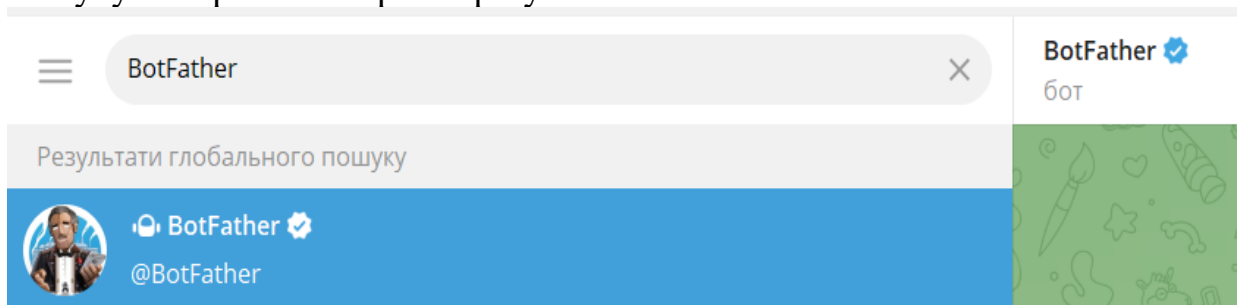 BotFather
Результати глобального пошуку
BotFather
@BotFather
BotFather
бот